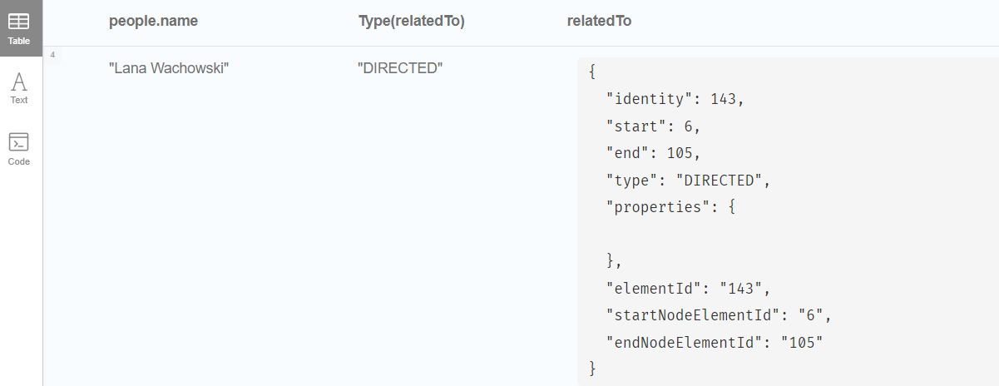 people.name Type(relatedTo) relatedTo
Table
4
"Lana Wachowski" "DIRECTED" {
"identity": 143,
Text
"start": 6,
"end": 105,
Code
"type": "DIRECTED",
"properties": {
},
"elementId": "143",
"startNodeElementId": "6",
"endNodeElementId": "105"
}